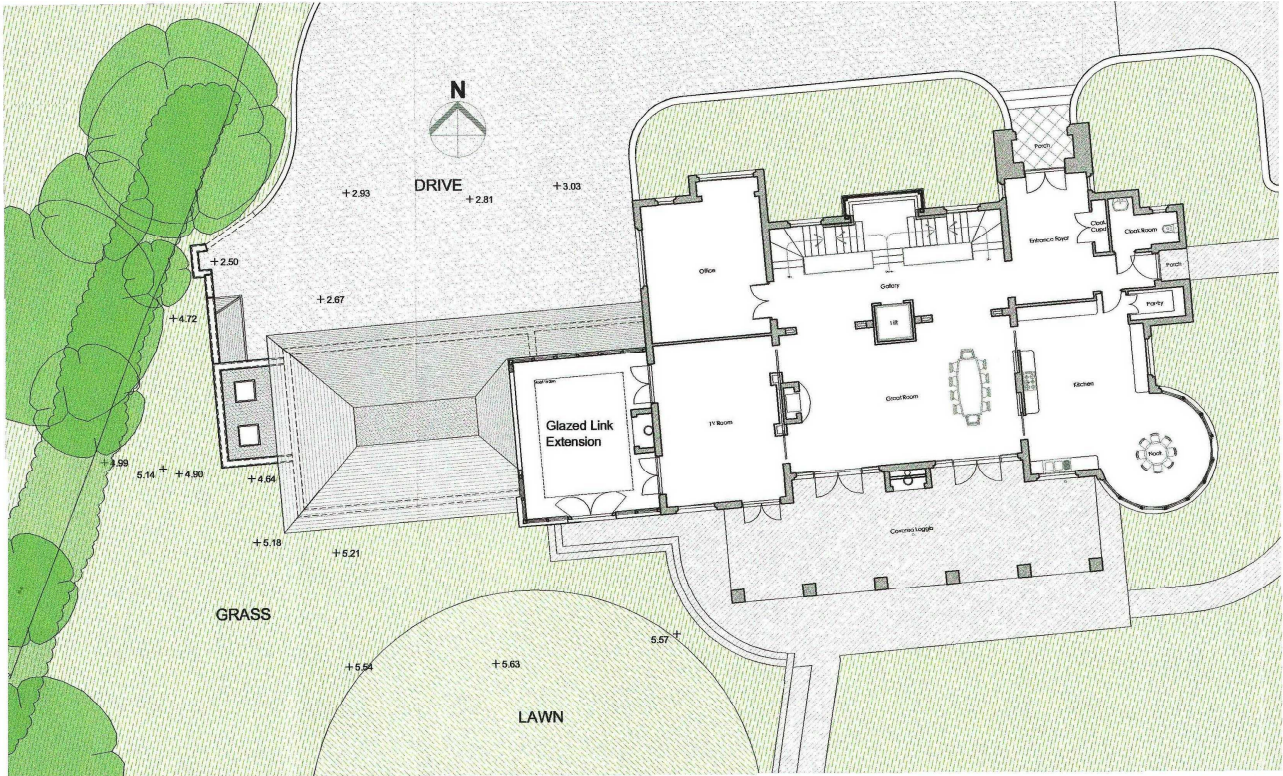 N
DRIVE
+2.93
+2.81
+3.03
Porch
Cloak
Cupd
Cloak Room
Entrance Foyer
+2.50
Porch
Office
Gallery
+2.67
Pantry
+4.72
Lift
Kitchen
Great Room
Glazed Link
Extension
TV Room
Nook
4.99
5.14
4.90
4.64
Covered Loggia
+5.18
+5.21
GRASS
5.57
+5.54
+5.63
LAWN